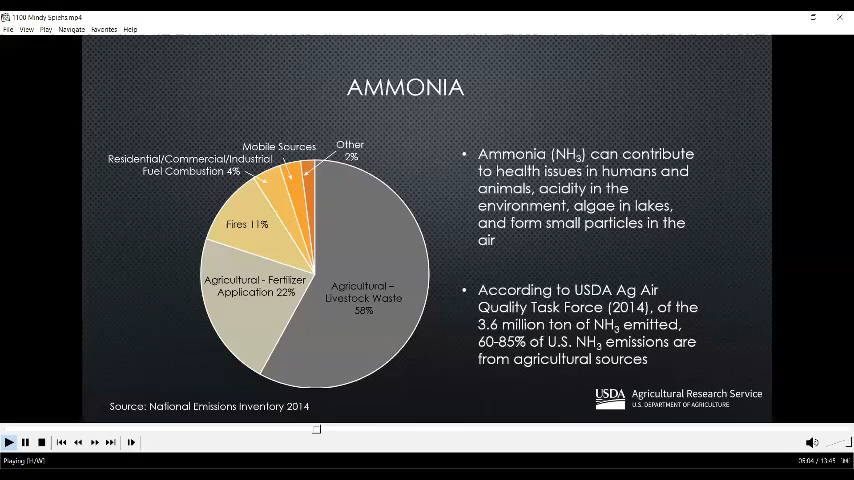 1100 Mindy Spiehs.mp4
File View Play Navigate Favorites Help
AMMONIA
Mobile Sources
Other
2%
Residential/Commercial/Industrial
Fuel Combustion 4%
Fires 11%
Agricultural - Fertilizer
Application 22%
Agricultural –
Livestock Waste
58%
• Ammonia (NH3) can contribute
to health issues in humans and
animals, acidity in the
environment, algae in lakes,
and form small particles in the
air
• According to USDA Ag Air
Quality Task Force (2014), of the
3.6 million ton of NH3 emitted,
60-85% of U.S. NH3 emissions are
from agricultural sources
Source: National Emissions Inventory 2014
USDA Agricultural Research Service
U.S. DEPARTMENT OF AGRICULTURE
Playing [H/W]
05:04 / 13:45